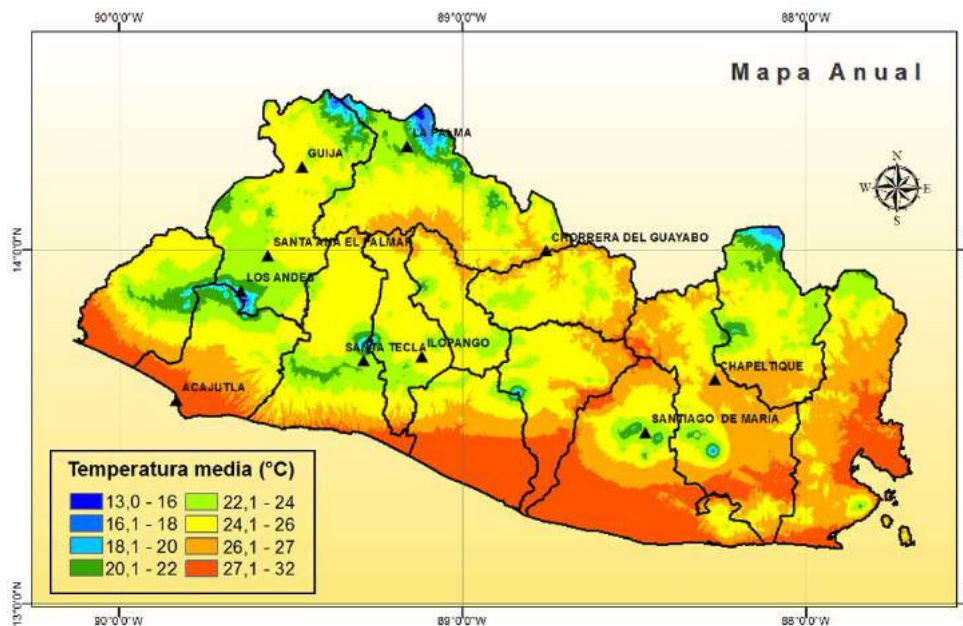 90°0'0"W 89°0'0"W 88°0'0"W
Mapa Anual
LA PALMA
GUIJA
N
W E
S
14°0'0"N
SANTA ANA EL PALMAR
CHORRERA DEL GUAYABO
LOS ANDES
SANTA TECLA
ILOPANGO
CHAPELTIQUE
ACAJUTLA
SANTIAGO DE MARIA
Temperatura media (°C)
13,0 - 16 22,1 - 24
16,1 - 18 24,1 - 26
18,1 - 20 26,1 - 27
20,1 - 22 27,1 - 32
13°0'0"N
90°0'0"W 89°0'0"W 88°0'0"W